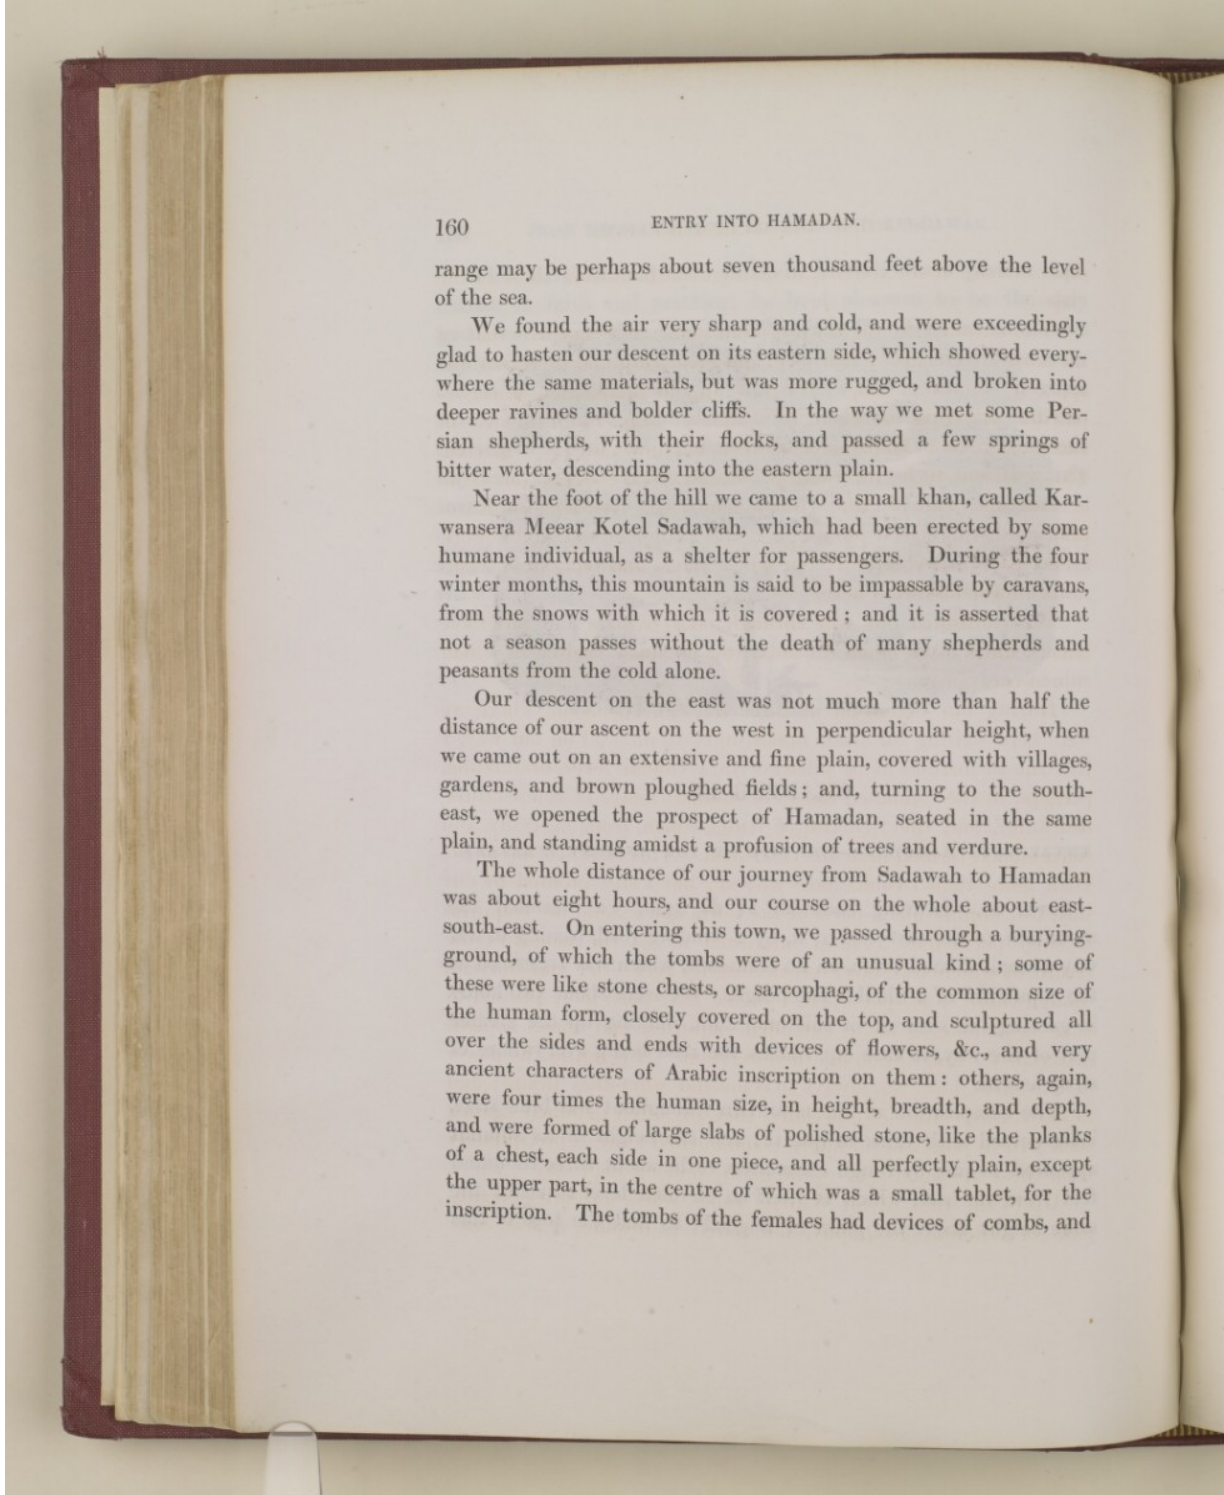 160 ENTRY INTO HAMADAN.
range may be perhaps about seven thousand feet above the level
of the sea.
We found the air very sharp and cold, and were exceedingly
glad to hasten our descent on its eastern side, which showed every-
where the same materials, but was more rugged, and broken into
deeper ravines and bolder cliffs. In the way we met some Per-
sian shepherds, with their flocks, and passed a few springs of
bitter water, descending into the eastern plain.
Near the foot of the hill we came to a small khan, called Kar-
wansera Meear Kotel Sadawah, which had been erected by some
humane individual, as a shelter for passengers. During the four
winter months, this mountain is said to be impassable by caravans,
from the snows with which it is covered; and it is asserted that
not a season passes without the death of many shepherds and
peasants from the cold alone.
Our descent on the east was not much more than half the
distance of our ascent on the west in perpendicular height, when
we came out on an extensive and fine plain, covered with villages,
gardens, and brown ploughed fields; and, turning to the south-
east, we opened the prospect of Hamadan, seated in the same
plain, and standing amidst a profusion of trees and verdure.
The whole distance of our journey from Sadawah to Hamadan
was about eight hours, and our course on the whole about east-
south-east. On entering this town, we passed through a burying-
ground, of which the tombs were of an unusual kind; some of
these were like stone chests, or sarcophagi, of the common size of
the human form, closely covered on the top, and sculptured all
over the sides and ends with devices of flowers, &c., and very
ancient characters of Arabic inscription on them: others, again,
were four times the human size, in height, breadth, and depth,
and were formed of large slabs of polished stone, like the planks
of a chest, each side in one piece, and all perfectly plain, except
the upper part, in the centre of which was a small tablet, for the
inscription. The tombs of the females had devices of combs, and